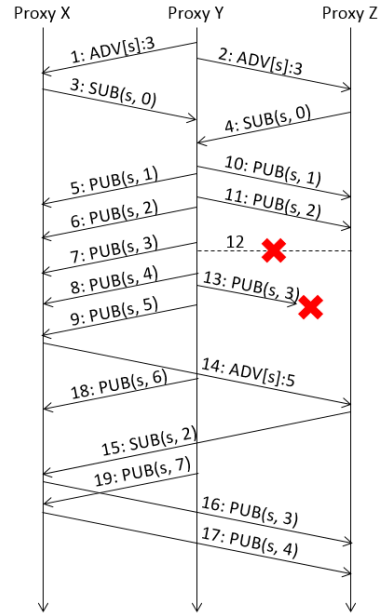 Proxy X Proxy Y Proxy Z
1: ADV[s]:3
2: ADV[s]:3
3: SUB(s, 0)
4: SUB(s, 0)
5: PUB(s, 1)
10: PUB(s, 1)
6: PUB(s, 2)
11: PUB(s, 2)
7: PUB(s, 3)
12
8: PUB(s, 4)
13: PUB(s, 3)
9: PUB(s, 5)
14: ADV[s]:5
18: PUB(s, 6)
15: SUB(s, 2)
19: PUB(s, 7)
16: PUB(s, 3)
17: PUB(s, 4)